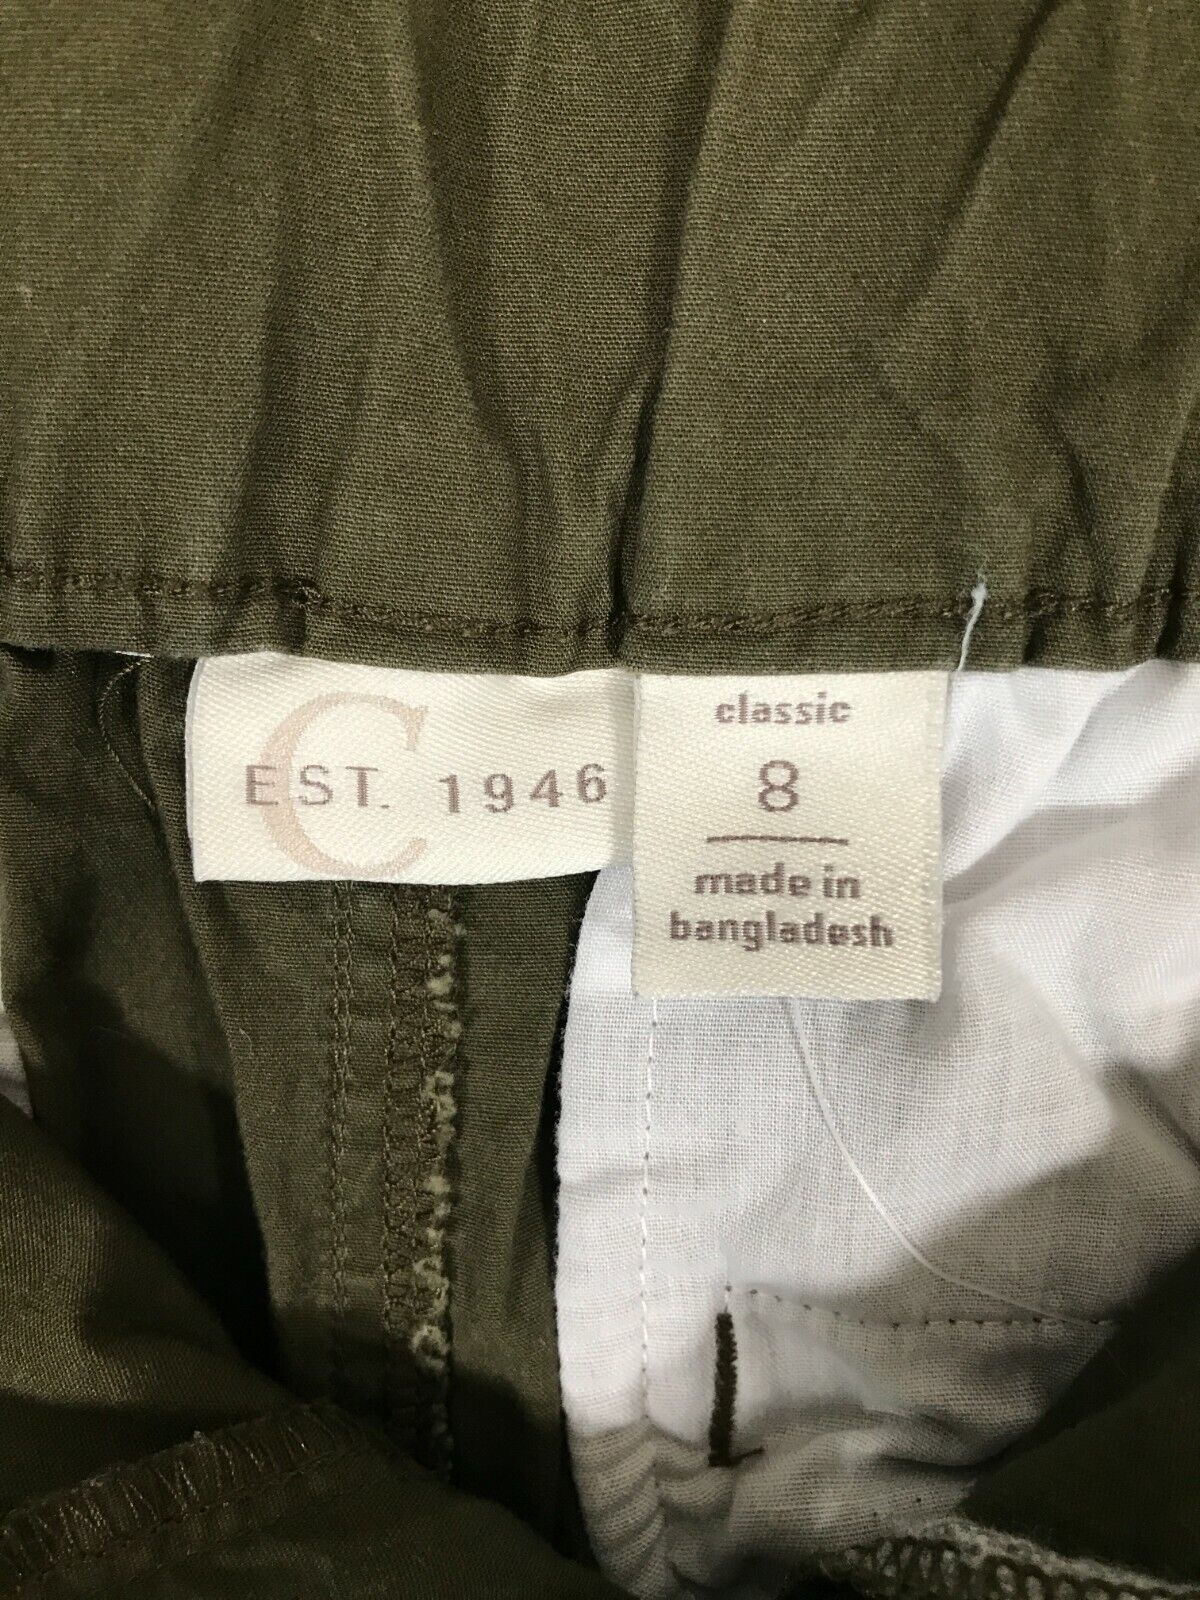 C
EST. 1946
classic
8
made in
bangladesh